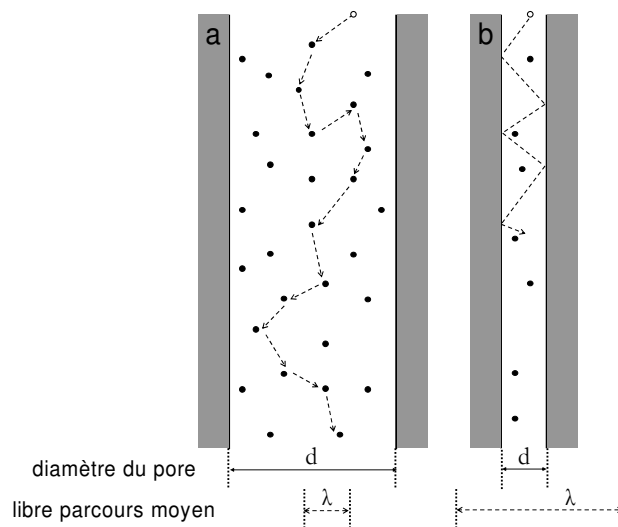 a
b
diamètre du pore
d
d
libre parcours moyen
λ
λ